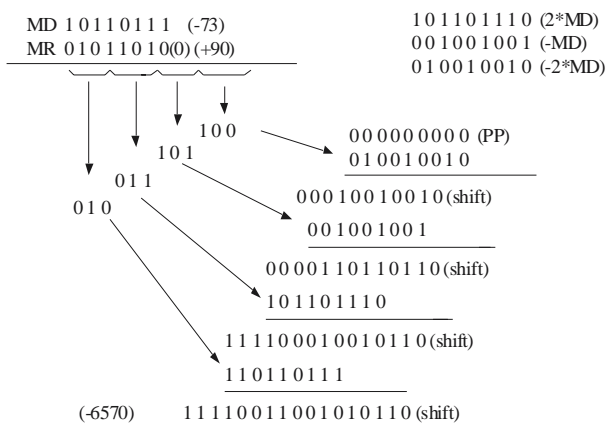 MD 1 0 1 1 0 1 1 1 (-73)
MR 0 1 0 1 1 0 1 0(0) (+90)
1 0 1 1 0 1 1 1 0 (2*MD)
0 0 1 0 0 1 0 0 1 (-MD)
0 1 0 0 1 0 0 1 0 (-2*MD)
1 0 0
0 0 0 0 0 0 0 0 0 (PP)
1 0 1
0 1 0 0 1 0 0 1 0
0 1 1
0 0 0 1 0 0 1 0 0 1 0 (shift)
0 1 0
0 0 1 0 0 1 0 0 1
0 0 0 0 1 1 0 1 1 0 1 1 0 (shift)
1 0 1 1 0 1 1 1 0
1 1 1 1 0 0 0 1 0 0 1 0 1 1 0 (shift)
1 1 0 1 1 0 1 1 1
(-6570) 1 1 1 1 0 0 1 1 0 0 1 0 1 0 1 1 0 (shift)